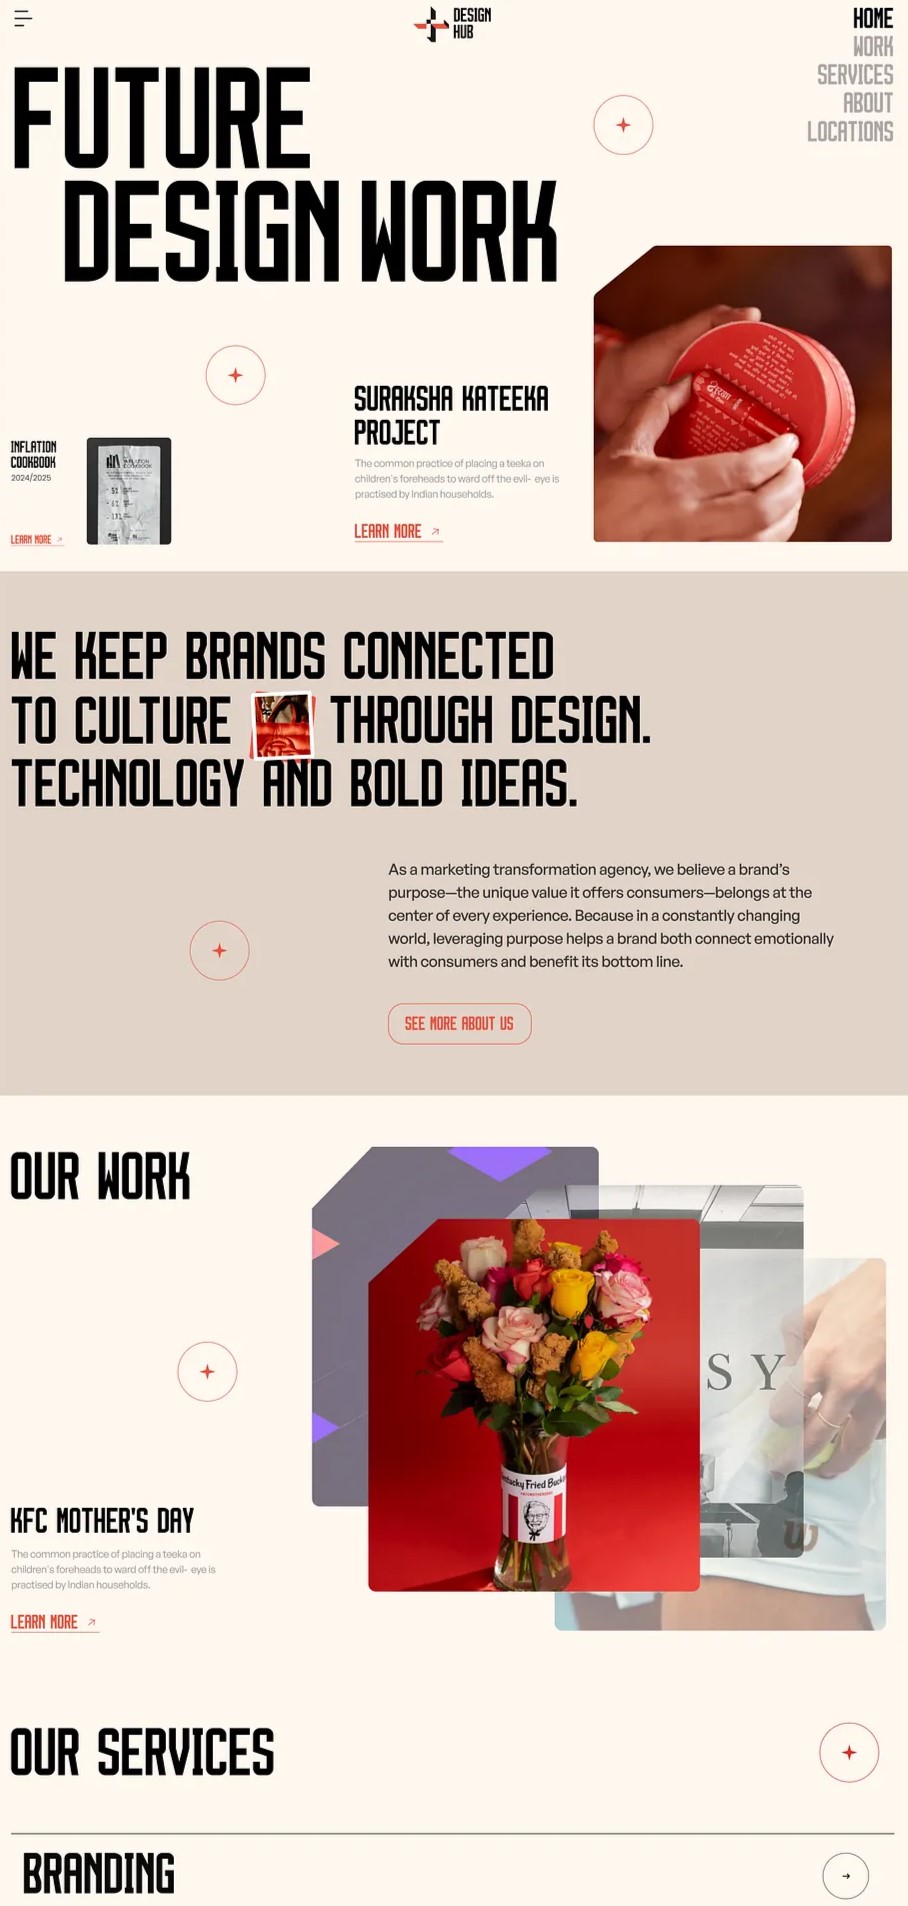 DESIGN
HUB
HOME
WORK
SERVICES
ABOUT
LOCATIONS
FUTURE
DESIGN WORK
SURAKSHA KATEEKA
PROJECT
The common practice of placing a teeka on
children's foreheads to ward off the evil- eye is
practised by Indian households.
LEARN MORE
INFLATION
COOKBOOK
2024/2025
LEARN MORE
INFLATION
COOKBOOK
WE KEEP BRANDS CONNECTED
TO CULTURE THROUGH DESIGN.
TECHNOLOGY AND BOLD IDEAS.
As a marketing transformation agency, we believe a brand's
purpose—the unique value it offers consumers—belongs at the
center of every experience. Because in a constantly changing
world, leveraging purpose helps a brand both connect emotionally
with consumers and benefit its bottom line.
SEE MORE ABOUT US
OUR WORK
SY
Kentucky Fried Buck
KFC MOTHER'S DAY
The common practice of placing a teeka on
children's foreheads to ward off the evil- eye is
practised by Indian households.
LEARN MORE
OUR SERVICES
BRANDING